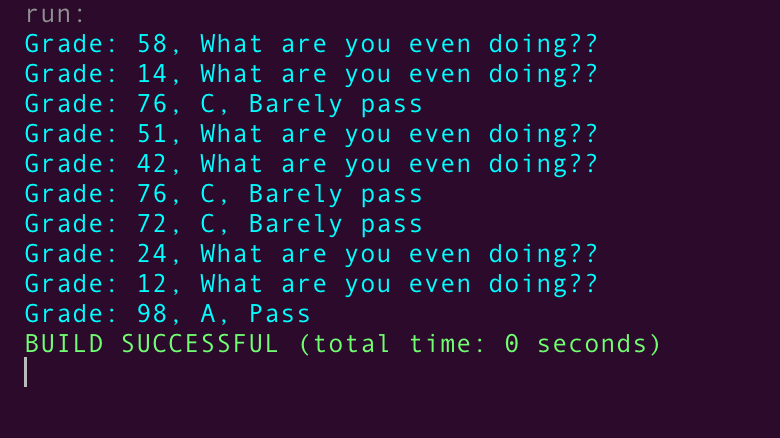 run:
Grade: 58, What are you even doing??
Grade: 14, What are you even doing??
Grade: 76, C, Barely pass
Grade: 51, What are you even doing??
Grade: 42, What are you even doing??
Grade: 76, C, Barely pass
Grade: 72, C, Barely pass
Grade: 24, What are you even doing??
Grade: 12, What are you even doing??
Grade: 98, A, Pass
BUILD SUCCESSFUL (total time: 0 seconds)